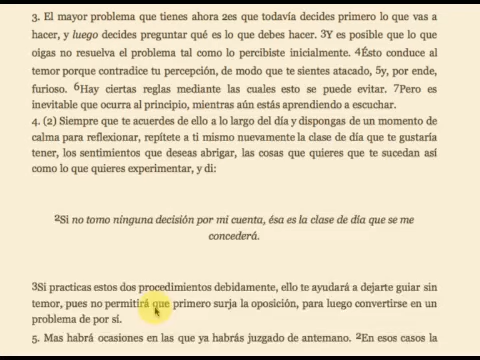 3. El mayor problema que tienes ahora 2es que todavía decides primero lo que vas a
hacer, y luego decides preguntar qué es lo que debes hacer. 3Y es posible que lo que
oigas no resuelva el problema tal como lo percibiste inicialmente. 4Ésto conduce al
temor porque contradice tu percepción, de modo que te sientes atacado, 5y, por ende,
furioso. 6Hay ciertas reglas mediante las cuales esto se puede evitar. 7Pero es
inevitable que ocurra al principio, mientras aún estás aprendiendo a escuchar.
4. (2) Siempre que te acuerdes de ello a lo largo del día y dispongas de un momento de
calma para reflexionar, repítete a ti mismo nuevamente la clase de día que te gustaría
tener, los sentimientos que deseas abrigar, las cosas que quieres que te sucedan así
como lo que quieres experimentar, y di:
2Si no tomo ninguna decisión por mi cuenta, ésa es la clase de día que se me
concederá.
3Si practicas estos dos procedimientos debidamente, ello te ayudará a dejarte guiar sin
temor, pues no permitirá que primero surja la oposición, para luego convertirse en un
problema de por sí.
5. Mas habrá ocasiones en las que ya habrás juzgado de antemano. 2En esos casos la